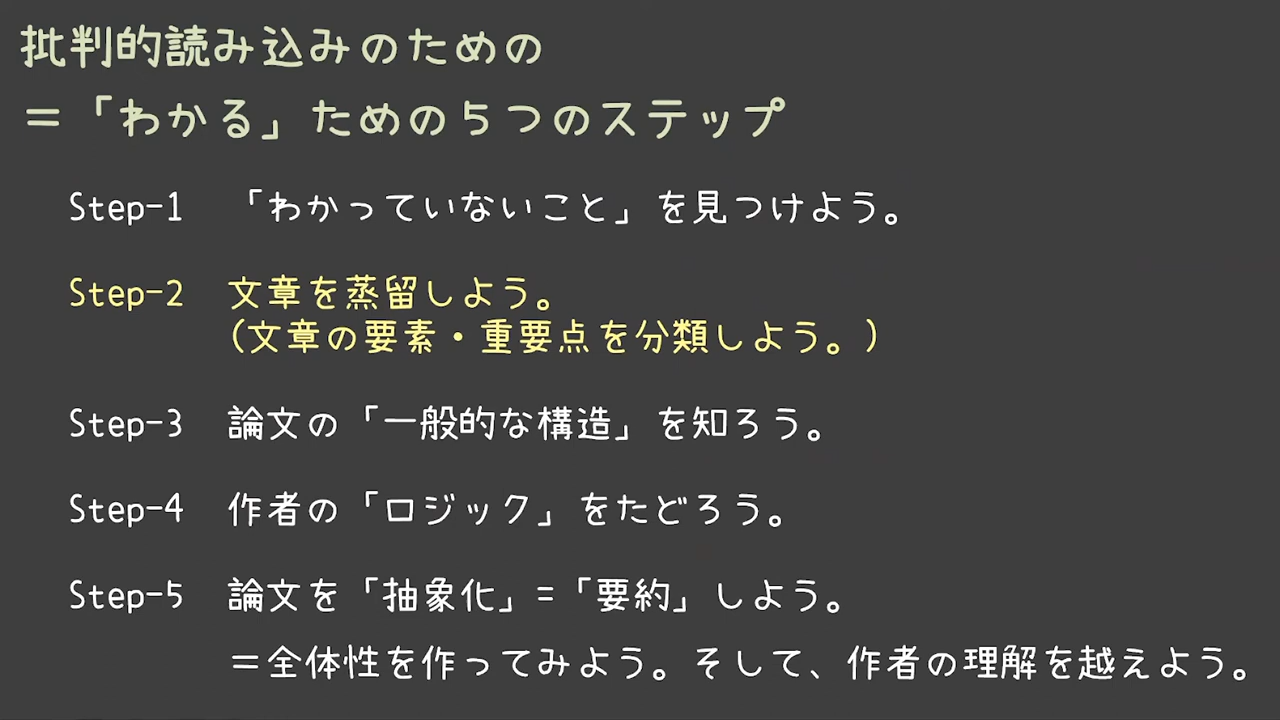 批判的読み込みのための
＝「わかる」ための５つのステップ
Step-1 「わかっていないこと」を見つけよう。
Step-2 文章を蒸留しよう。
(文章の要素・重要点を分類しよう。)
Step-3 論文の「一般的な構造」を知ろう。
Step-4 作者の「ロジック」をたどろう。
Step-5 論文を「抽象化」=「要約」しよう。
＝全体性を作ってみよう。そして、作者の理解を越えよう。